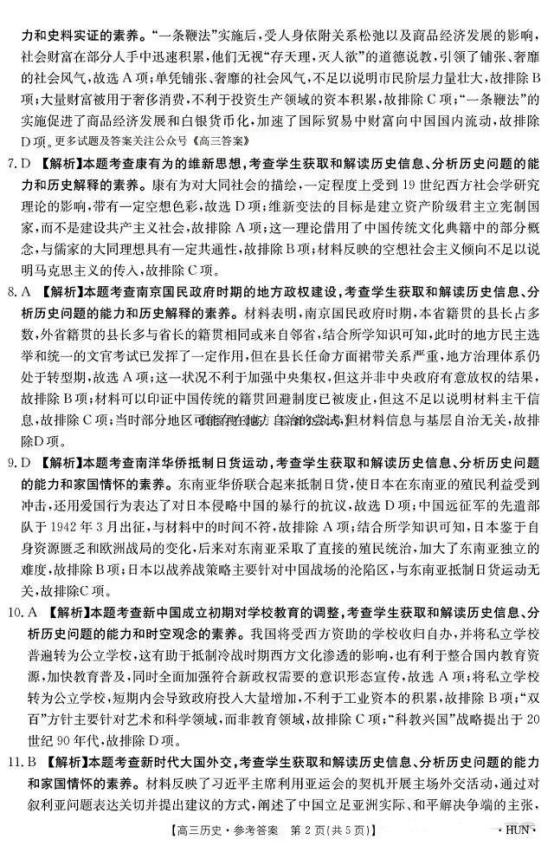 力和史料实证的素养。“一条鞭法”实施后,受人身依附关系松弛以及商品经济发展的影响,
社会财富在部分人手中迅速积累,他们无视“存天理,灭人欲”的道德说教,引领了铺张、奢靡
的社会风气,故选 A 项;单凭铺张、奢靡的社会风气,不足以说明市民阶层力量壮大,故排除 B
项;大量财富被用于奢侈消费,不利于投资生产领域的资本积累,故排除 C 项;“一条鞭法”的
实施促进了商品经济发展和白银货币化,加速了国际贸易中财富向中国国内流动,故排除
D 项。更多试题及答案关注公众号《高三答案》
7. D 【解析】本题考查康有为的维新思想,考查学生获取和解读历史信息、分析历史问题的能
力和历史解释的素养。康有为对大同社会的描绘,一定程度上受到 19 世纪西方社会学研究
理论的影响,带有一定空想色彩,故选 D 项;维新变法的目标是建立资产阶级君主立宪制国
家,而不是建设共产主义社会,故排除 A 项;这一理论借用了中国传统文化典籍中的部分概
念,与儒家的大同理想具有一定共通性,故排除 B 项;材料反映的空想社会主义倾向不足以说
明马克思主义的传入,故排除 C 项。
8. A 【解析】本题考查南京国民政府时期的地方政权建设,考查学生获取和解读历史信息、分
析历史问题的能力和历史解释的素养。材料表明,南京国民政府时期,本省籍贯的县长占多
数,外省籍贯的县长多与省长的籍贯相同或来自邻省,结合所学知识可知,此时的地方民主选
举和统一的文官考试已发挥了一定作用,但在县长任命方面裙带关系严重,地方治理体系仍
处于转型期,故选 A 项;这一状况不利于加强中央集权,但这并非中央政府有意放权的结果,
故排除 B 项;材料可以印证中国传统的籍贯回避制度已被废止,但这不足以说明材料主干信
息,故排除 C 项;当时部分地区可能存在地方自治的尝试,但材料信息与基层自治无关,故排
除D 项。
9. D 【解析】本题考查南洋华侨抵制日货运动,考查学生获取和解读历史信息、分析历史问题
的能力和家国情怀的素养。东南亚华侨联合起来抵制日货,使日本在东南亚的殖民利益受到
冲击,还用爱国行为表达了对日本侵略中国的暴行的抗议,故选 D 项;中国远征军的先遣部
队于 1942 年 3 月出征,与材料中的时间不符,故排除 A 项;结合所学知识可知,日本鉴于自
身资源匮乏和欧洲战局的变化,后来对东南亚采取了直接的殖民统治,加大了东南亚独立的
难度,故排除 B 项;日本以战养战策略主要针对中国战场的沦陷区,与东南亚抵制日货运动无
关,故排除C 项。
10. A 【解析】本题考查新中国成立初期对学校教育的调整,考查学生获取和解读历史信息、分
析历史问题的能力和时空观念的素养。我国将受西方资助的学校收归自办,并将私立学校
普遍转为公立学校,这有助于抵制冷战时期西方文化渗透的影响,也有利于整合国内教育资
源,加快教育普及,同时全面加强符合新政权需要的意识形态宣传,故选 A 项;将私立学校
转为公立学校,短期内会导致政府投入大量增加,不利于工业资本的积累,故排除 B 项;“双
百”方针主要针对艺术和科学领域,而非教育领域,故排除 C 项;“科教兴国”战略提出于 20
世纪 90 年代,故排除 D 项。
11. B 【解析】本题考查新时代大国外交,考查学生获取和解读历史信息、分析历史问题的能力
和家国情怀的素养。材料反映了习近平主席利用亚运会的契机开展主场外交活动,通过对
叙利亚问题表达关切并提出建议的方式,阐述了中国立足亚洲实际、和平解决争端的主张,
【高三历史·参考答案 第 2 页(共 5 页)】 ·HUN·